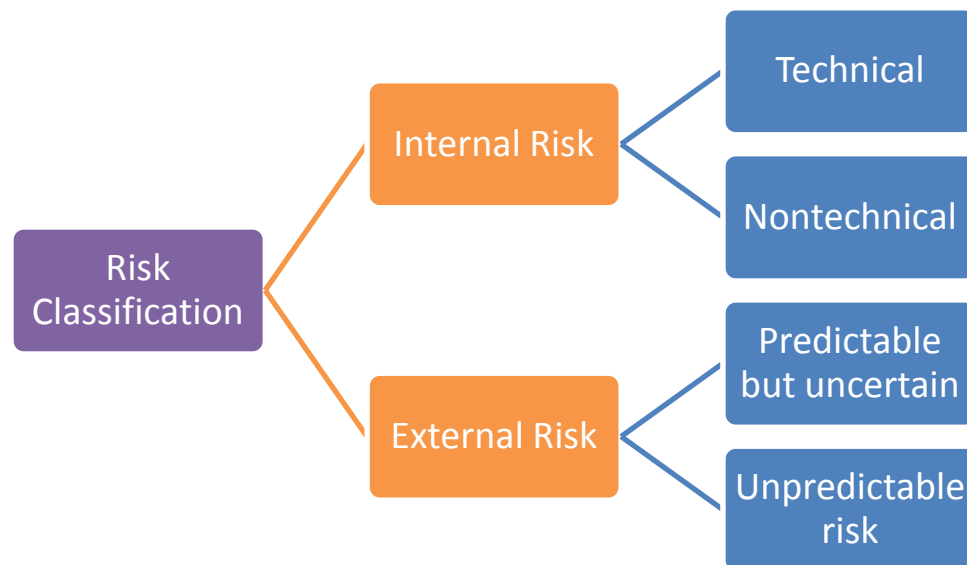 Risk
Classification
Internal Risk
External Risk
Technical
Nontechnical
Predictable
but uncertain
Unpredictable
risk